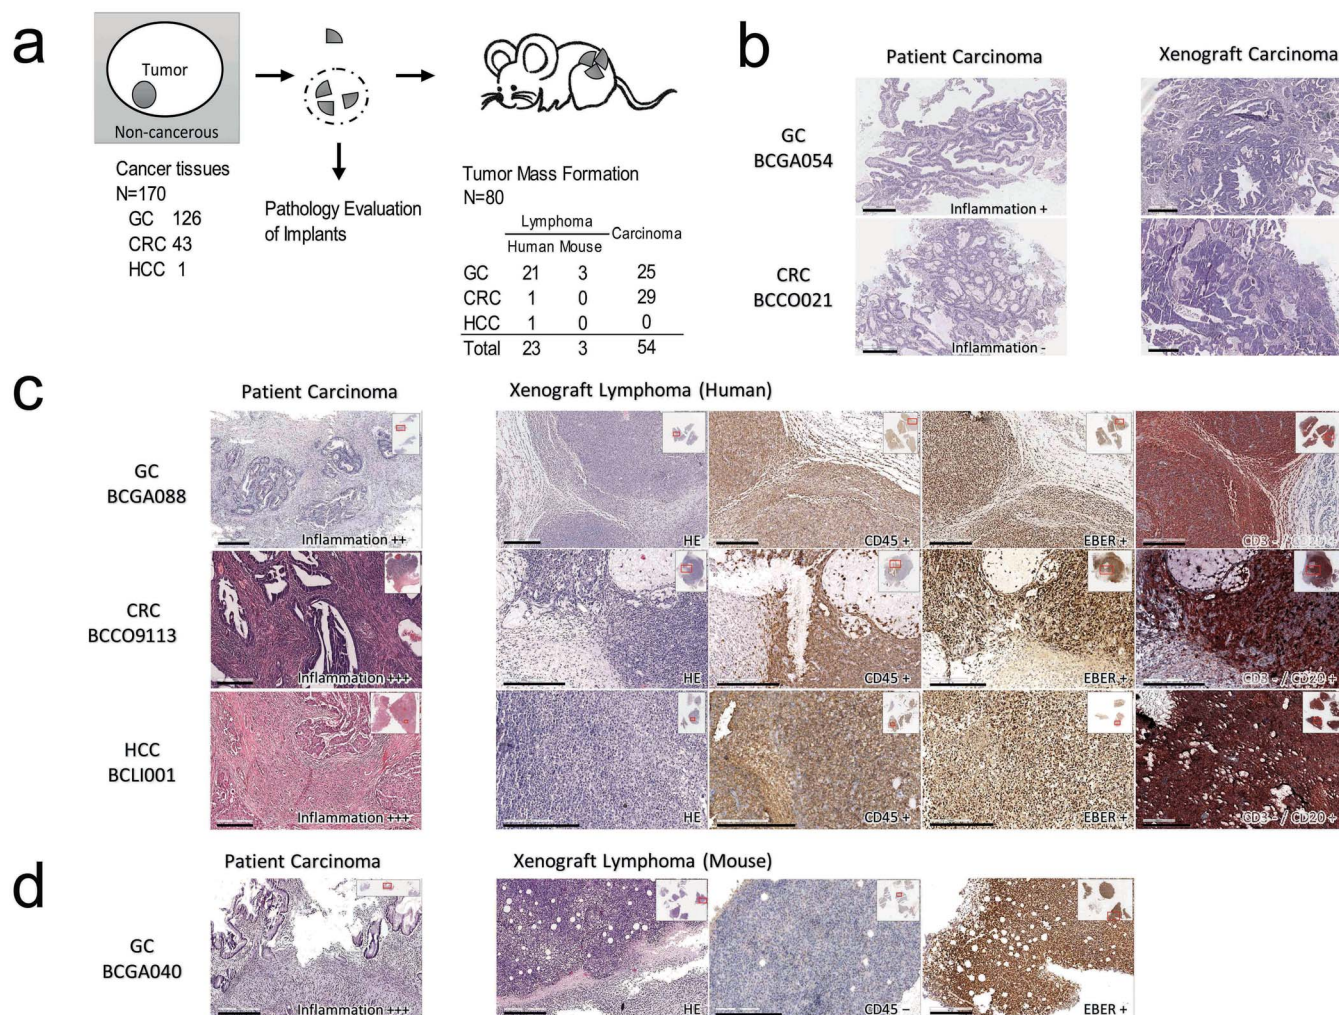 a
Tumor
Non-cancerous
Cancer tissues
N=170
GC 126
CRC 43
HCC 1
Pathology Evaluation
of Implants
Tumor Mass Formation
N=80
Lymphoma
Human Mouse Carcinoma
GC 21 3 25
CRC 1 0 29
HCC 1 0 0
Total 23 3 54
b
Patient Carcinoma Xenograft Carcinoma
GC
BCGA054
Inflammation +
CRC
BCCO021
Inflammation -
c
Patient Carcinoma Xenograft Lymphoma (Human)
GC
BCGA088
Inflammation ++ HE CD45 + EBER + CD3 - / CD20 +
CRC
BCCO9113
Inflammation +++ HE CD45 + EBER + CD3 - / CD20 +
HCC
BCLI001
Inflammation +++ HE CD45 + EBER + CD3 - / CD20 +
d
Patient Carcinoma Xenograft Lymphoma (Mouse)
GC
BCGA040
Inflammation +++ HE CD45 – EBER +